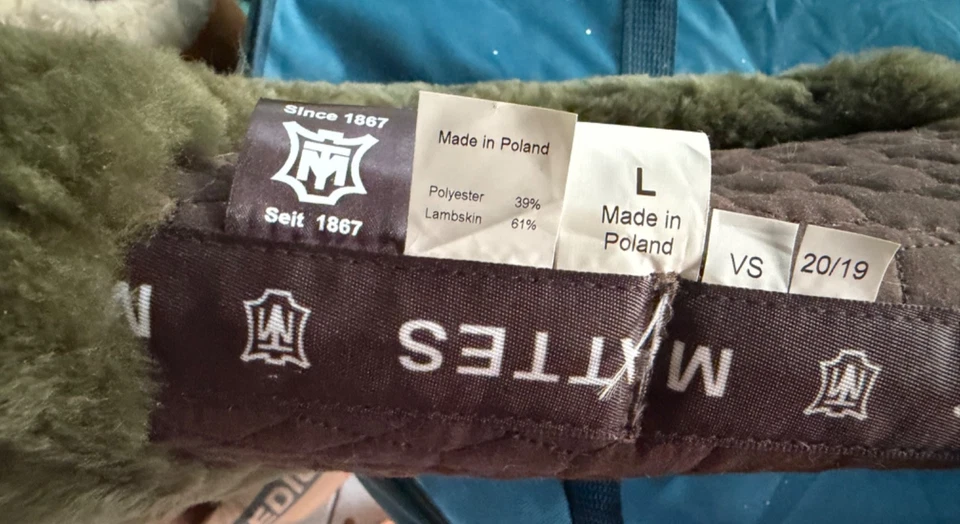 Since 1867
Seit 1867
Made in Poland
Polyester 39%
Lambskin 61%
L
Made in
Poland
VS
20/19
MATTES